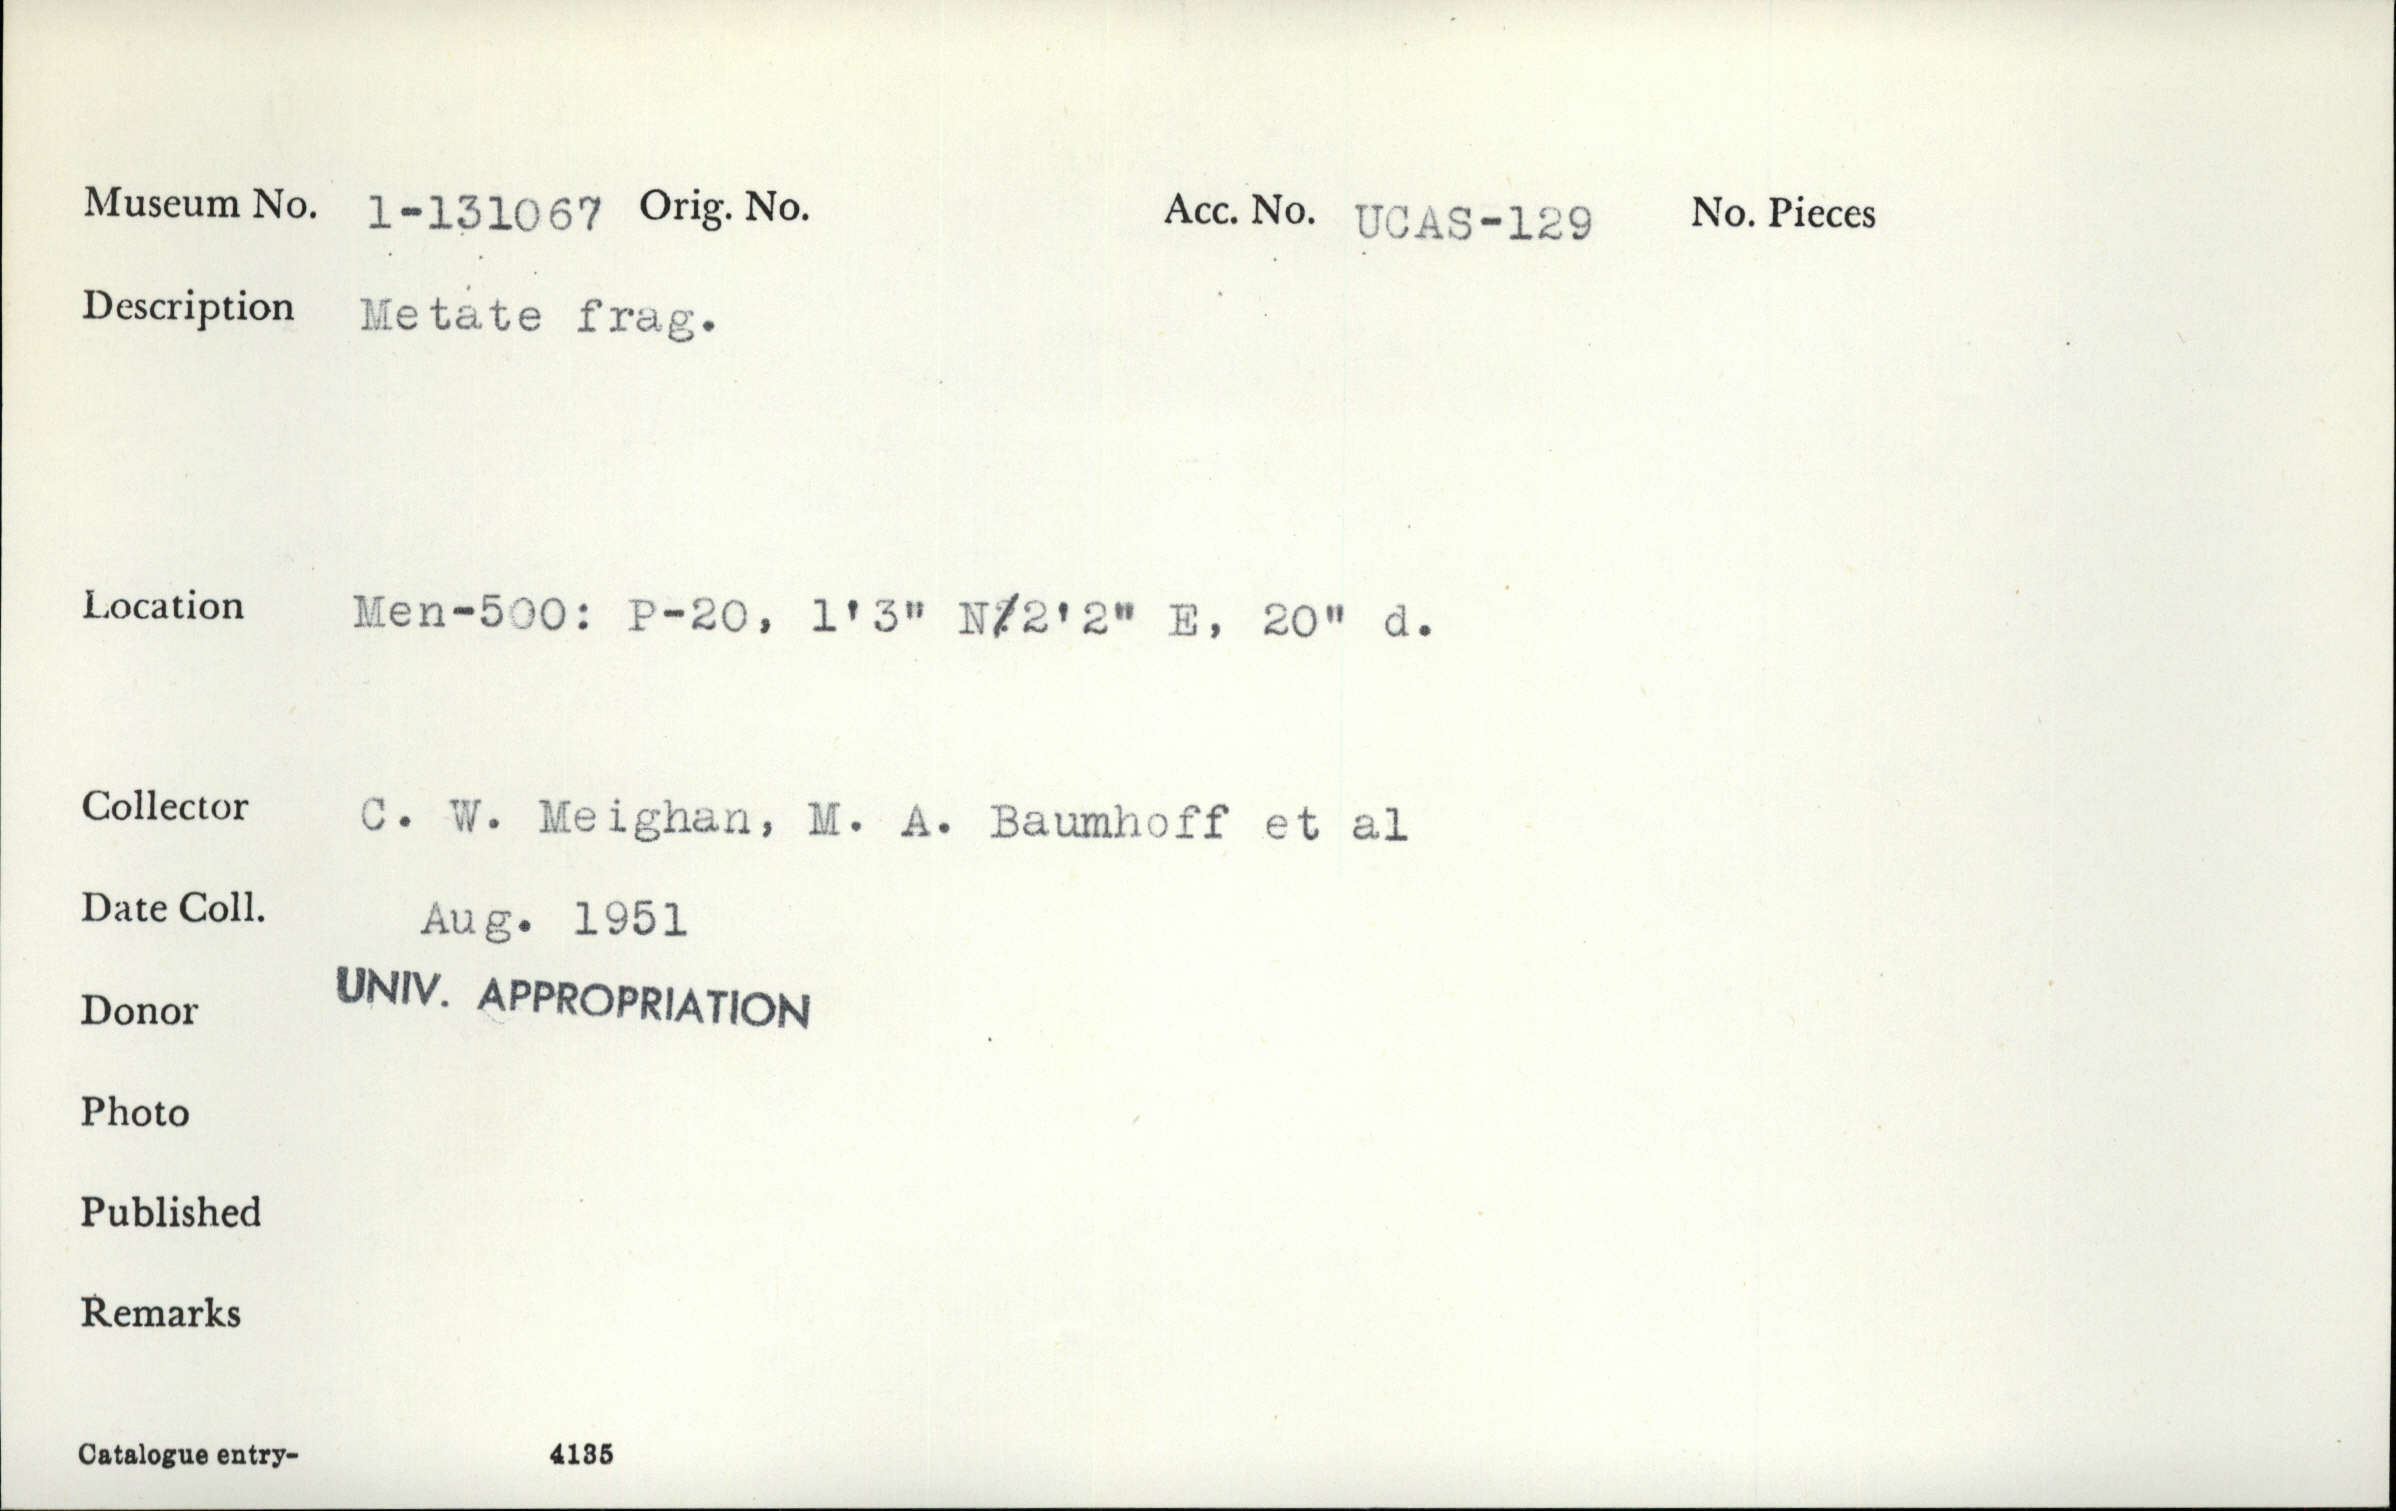 Museum No. 1-131067 Orig. No. Acc. No. UCAS-129 No. Pieces
Description Metate frag.
Location Men-500: P-20, 1'3" N/2'2" E, 20" d.
Collector C. W. Meighan, M. A. Baumhoff et al
Date Coll. Aug. 1951
Donor UNIV. APPROPRIATION
Photo
Published
Remarks
Catalogue entry- 4135